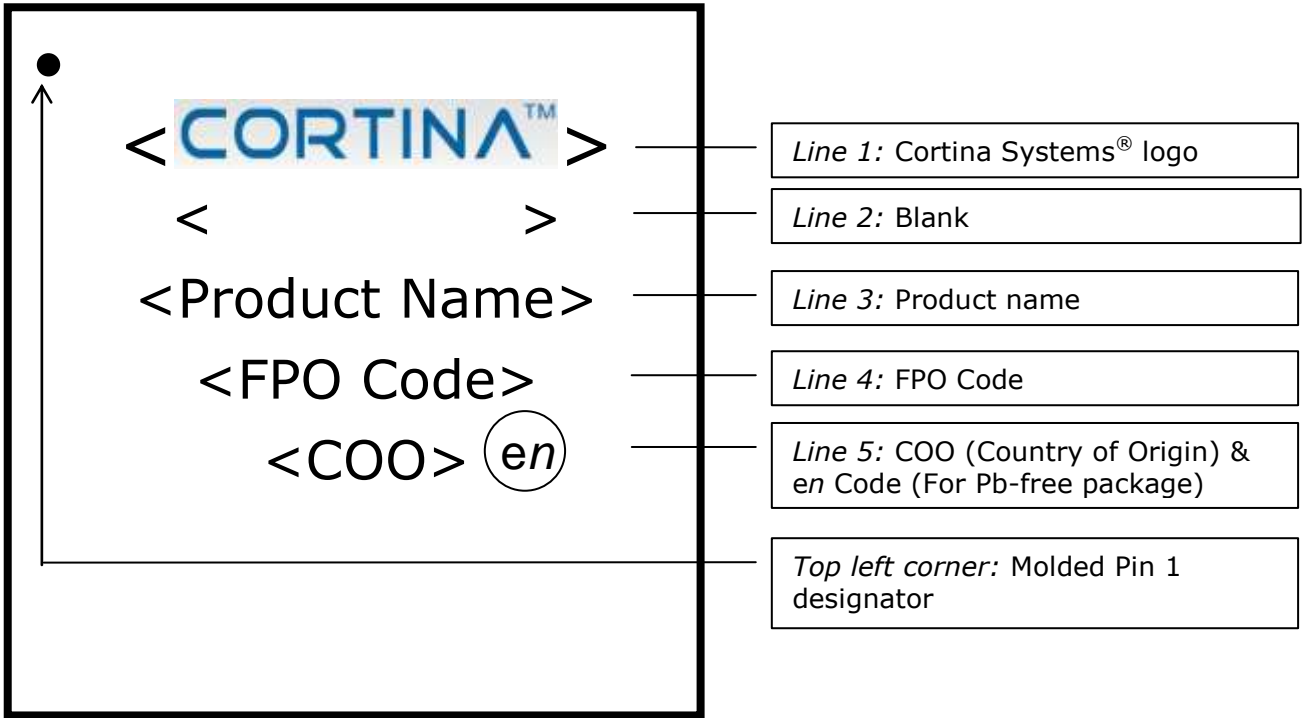 <CORTINA™>
< >
<Product Name>
<FPO Code>
<COO> en
Line 1: Cortina Systems® logo
Line 2: Blank
Line 3: Product name
Line 4: FPO Code
Line 5: COO (Country of Origin) &
en Code (For Pb-free package)
Top left corner: Molded Pin 1
designator